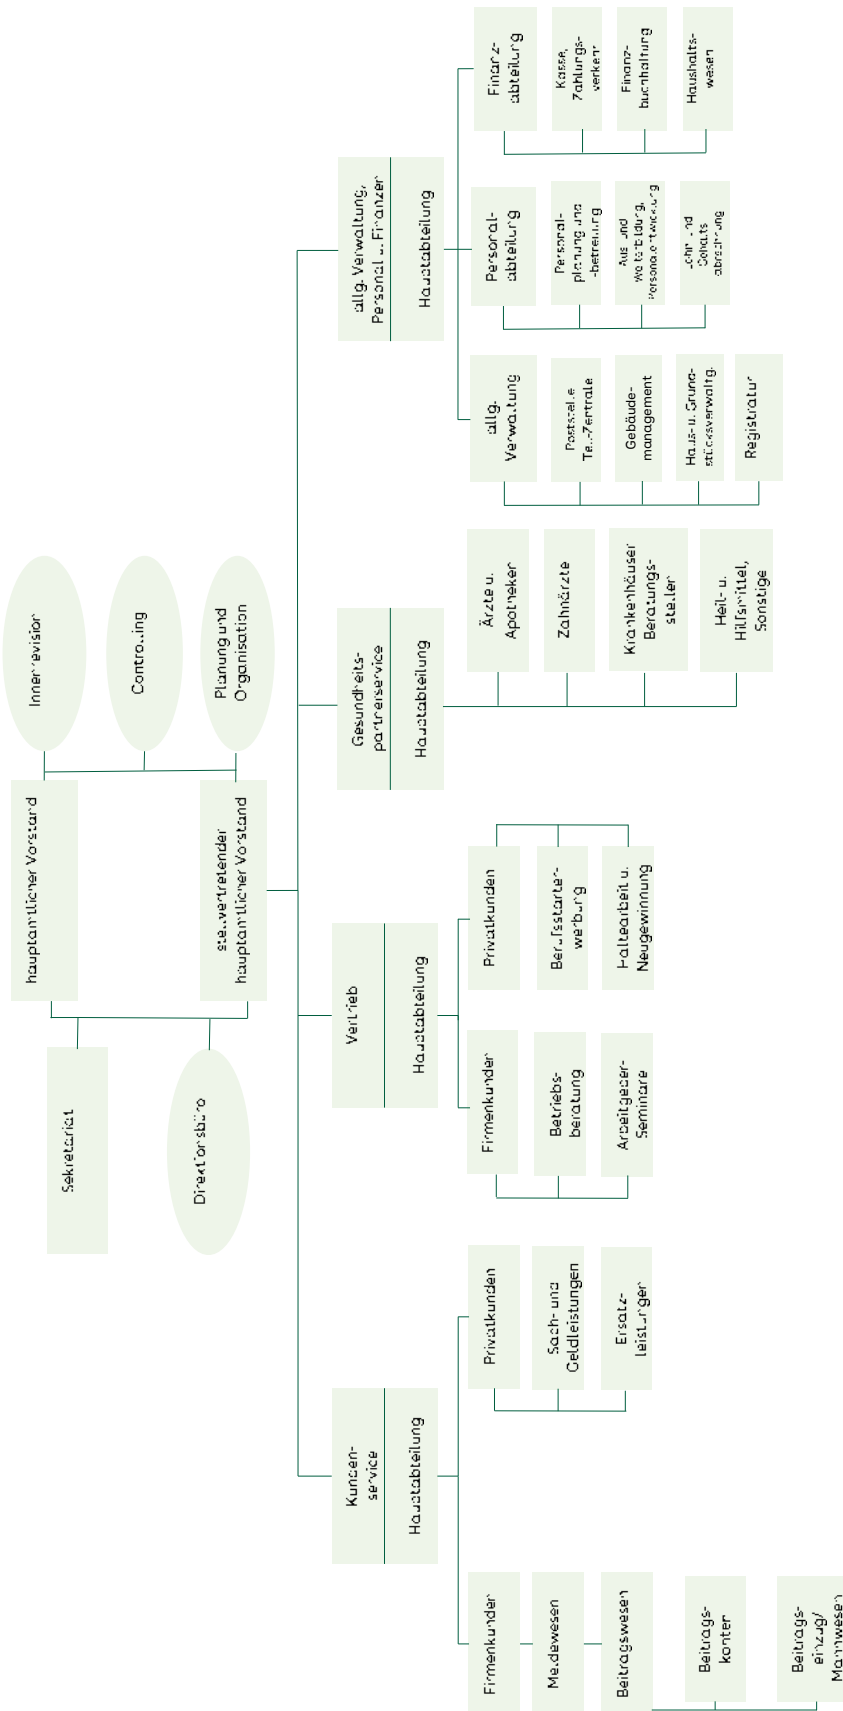 Sekretariat
Direktionsbüro
hauptamtlicher Vorstand
stellvertretender
hauptamtlicher Vorstand
Innenrevision
Controlling
Planung und
Organisation
Kunden-
service
Hauptabteilung
Firmenkunden
Meldewesen
Beitragswesen
Beitrags-
konten
Beitrags-
einzug/
Mahnwesen
Privatkunden
Sach- und
Geldleistungen
Ersatz-
leistungen
Vertrieb
Hauptabteilung
Firmenkunden
Betriebs-
beratung
Arbeitgeber-
Seminare
Privatkunden
Berufsstarter-
werbung
Haltearbeit u.
Neugewinnung
Gesundheits-
partnerservice
Hauptabteilung
Ärzte u.
Apotheker
Zahnärzte
Krankenhäuser
Beratungs-
stellen
Heil- u.
Hilfsmittel,
Sonstige
allg. Verwaltung,
Personal u. Finanzen
Hauptabteilung
allg.
Verwaltung
Poststelle
Tel.-Zentrale
Gebäude-
management
Haus- u. Grund-
stücksverwaltg.
Registratur
Personal-
abteilung
Personal-
planung und
-betreuung
Aus- und
Weiterbildung,
Personalentwicklung
Lohn- und
Gehalts
abrechnung
Finanz-
abteilung
Kasse,
Zahlungs-
verkehr
Finanz-
buchhaltung
Haushalts-
wesen